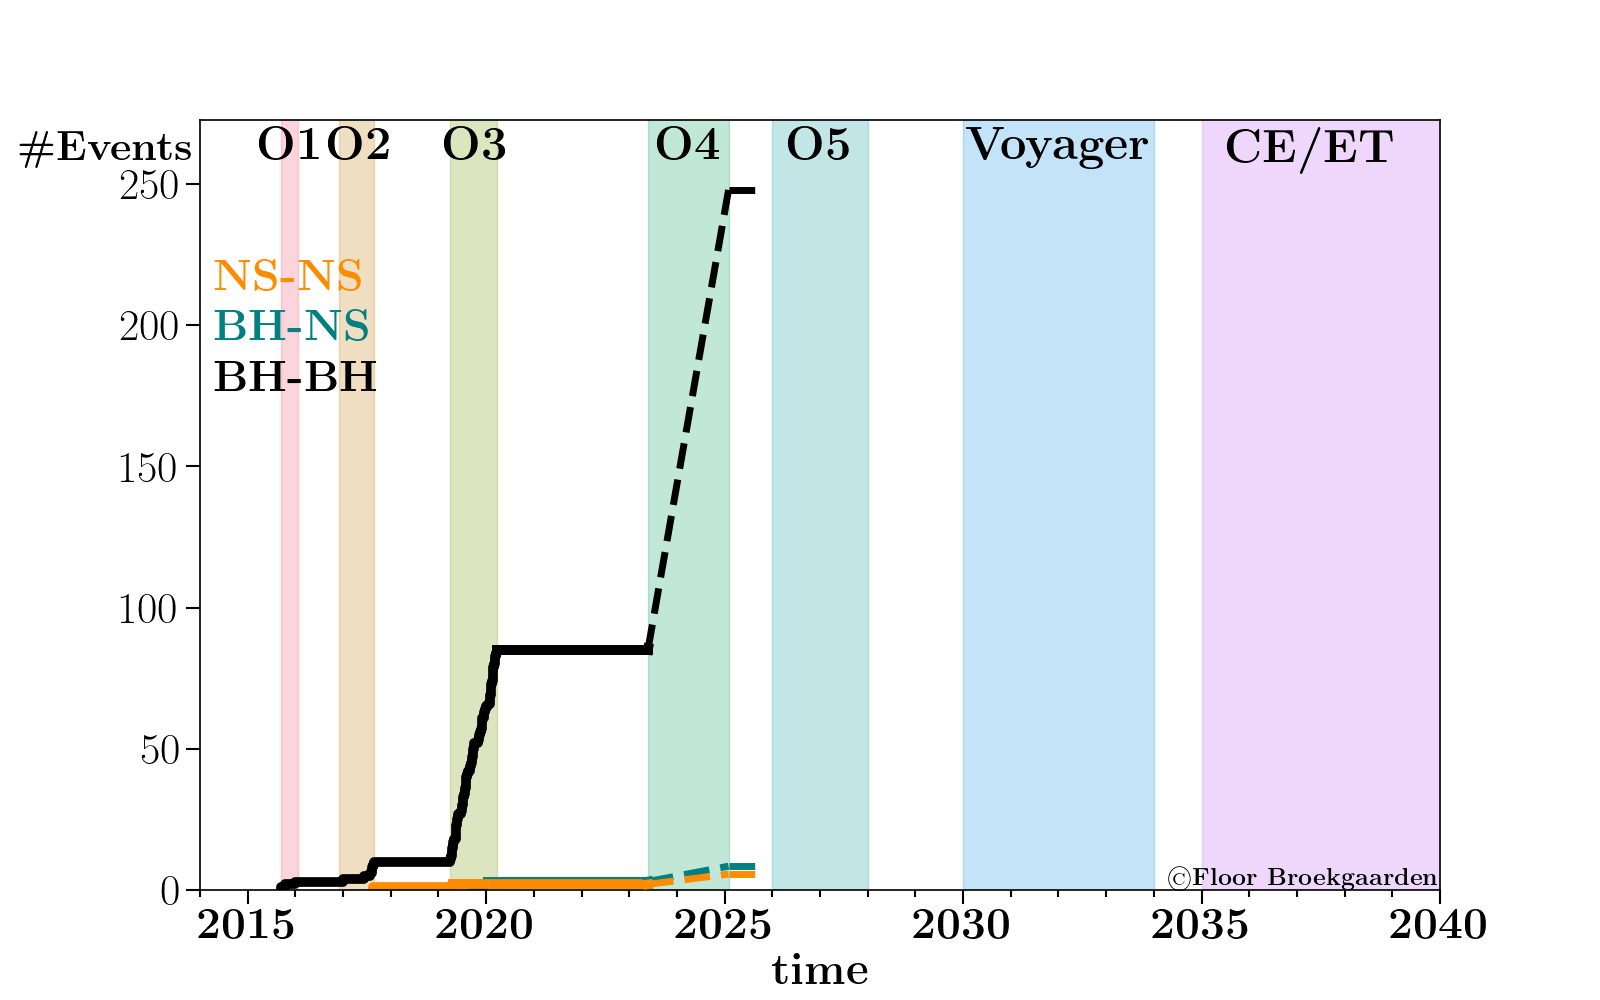 O1 O2 O3 O4 O5 Voyager CE/ET
#Events
250
NS-NS
200
BH-NS
BH-BH
150
100
50
0
©Floor Broekgaarden
2015 2020 2025 2030 2035 2040
time